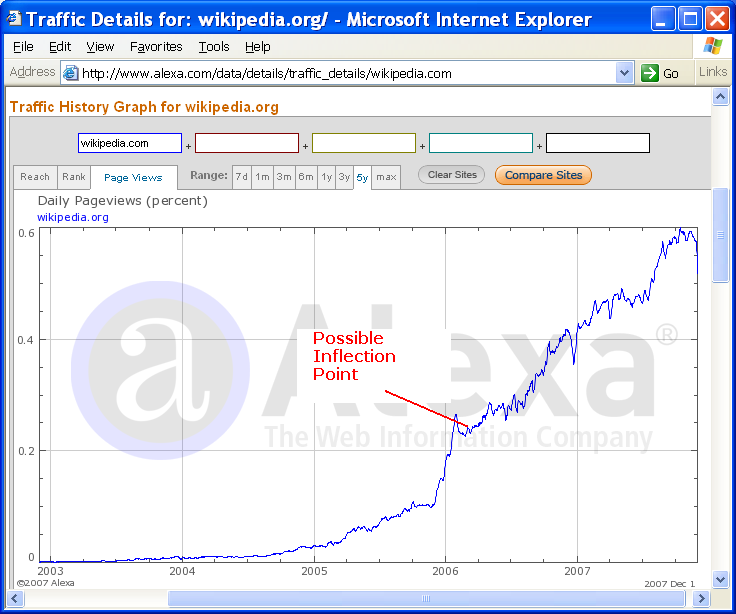 Traffic Details for: wikipedia.org/ - Microsoft Internet Explorer
File Edit View Favorites Tools Help
Address http://www.alexa.com/data/details/traffic_details/wikipedia.com Go Links
Traffic History Graph for wikipedia.org
wikipedia.com + + + +
Reach Rank Page Views Range: 7d 1m 3m 6m 1y 3y 5y max Clear Sites Compare Sites
Daily Pageviews (percent)
wikipedia.org
0.6
a Alexa®
Possible
Inflection
Point
0.4
The Web Information Company
0.2
0
2003 2004 2005 2006 2007
©2007 Alexa 2007 Dec 1